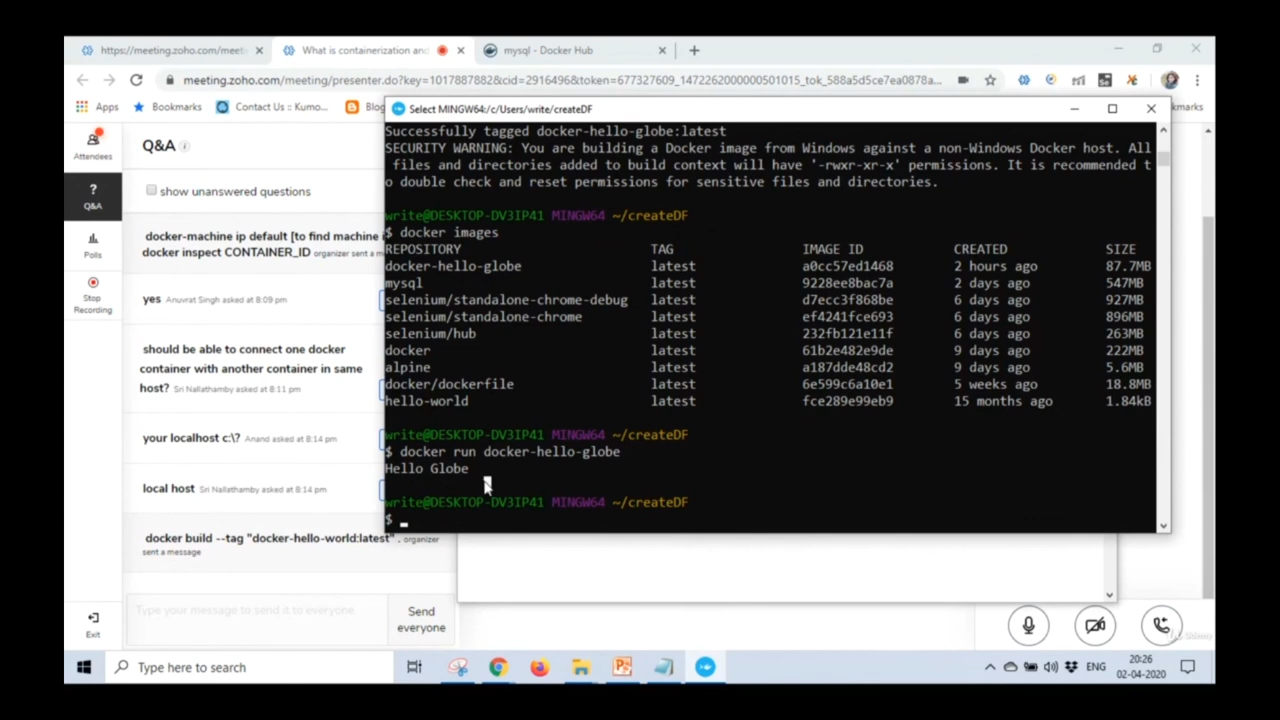 https://meeting.zoho.com/meeti
What is containerization and
mysql - Docker Hub
meeting.zoho.com/meeting/presenter.do?key=1017887882&cid=2916496&token=677327609_1472262000000501015_tok_588a5d5ce7ea0878a...
Apps
Bookmarks
Contact Us :: Kumo...
Blog
kmarks
Select MINGW64:/c/Users/write/createDF
Successfully tagged docker-hello-globe:latest
SECURITY WARNING: You are building a Docker image from Windows against a non-Windows Docker host. All
files and directories added to build context will have '-rwxr-xr-x' permissions. It is recommended t
o double check and reset permissions for sensitive files and directories.
write@DESKTOP-DV3IP41 MINGW64 ~/createDF
$ docker images
REPOSITORY TAG IMAGE ID CREATED SIZE
docker-hello-globe latest a0cc57ed1468 2 hours ago 87.7MB
mysql latest 9228ee8bac7a 2 days ago 547MB
selenium/standalone-chrome-debug latest d7ecc3f868be 6 days ago 927MB
selenium/standalone-chrome latest ef4241fce693 6 days ago 896MB
selenium/hub latest 232fb121e11f 6 days ago 263MB
docker latest 61b2e482e9de 9 days ago 222MB
alpine latest a187dde48cd2 9 days ago 5.6MB
docker/dockerfile latest 6e599c6a10e1 5 weeks ago 18.8MB
hello-world latest fce289e99eb9 15 months ago 1.84kB
write@DESKTOP-DV3IP41 MINGW64 ~/createDF
$ docker run docker-hello-globe
Hello Globe
write@DESKTOP-DV3IP41 MINGW64 ~/createDF
$
Attendees
?
Q&A
Polls
Stop
Recording
Exit
Q&A
show unanswered questions
docker-machine ip default [to find machine i
docker inspect CONTAINER_ID organizer sent a m
yes Anuvrat Singh asked at 8:09 pm
should be able to connect one docker
container with another container in same
host? Sri Nallathamby asked at 8:11 pm
your localhost c:\? Anand asked at 8:14 pm
local host Sri Nallathamby asked at 8:14 pm
docker build --tag "docker-hello-world:latest" . organizer
sent a message
Type your message to send it to everyone
Send
everyone
Type here to search
ENG
20:26
02-04-2020